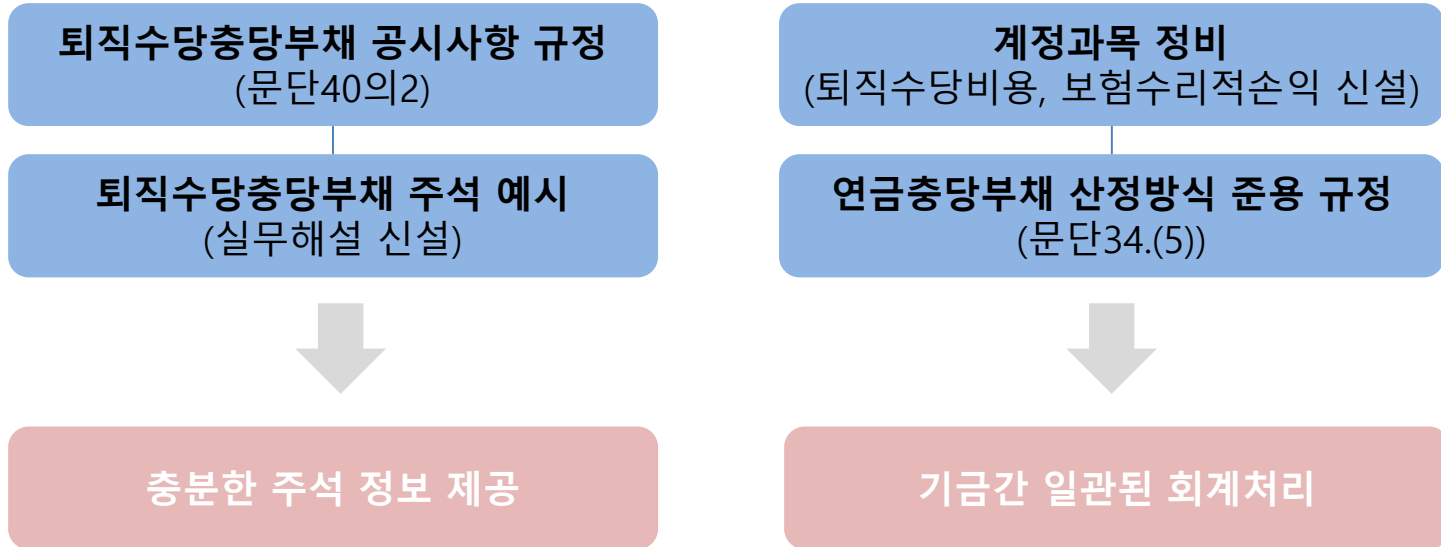 퇴직수당충당부채 공시사항 규정
(문단40의2)
퇴직수당충당부채 주석 예시
(실무해설 신설)
충분한 주석 정보 제공
계정과목 정비
(퇴직수당비용, 보험수리적손익 신설)
연금충당부채 산정방식 준용 규정
(문단34.(5))
기금간 일관된 회계처리